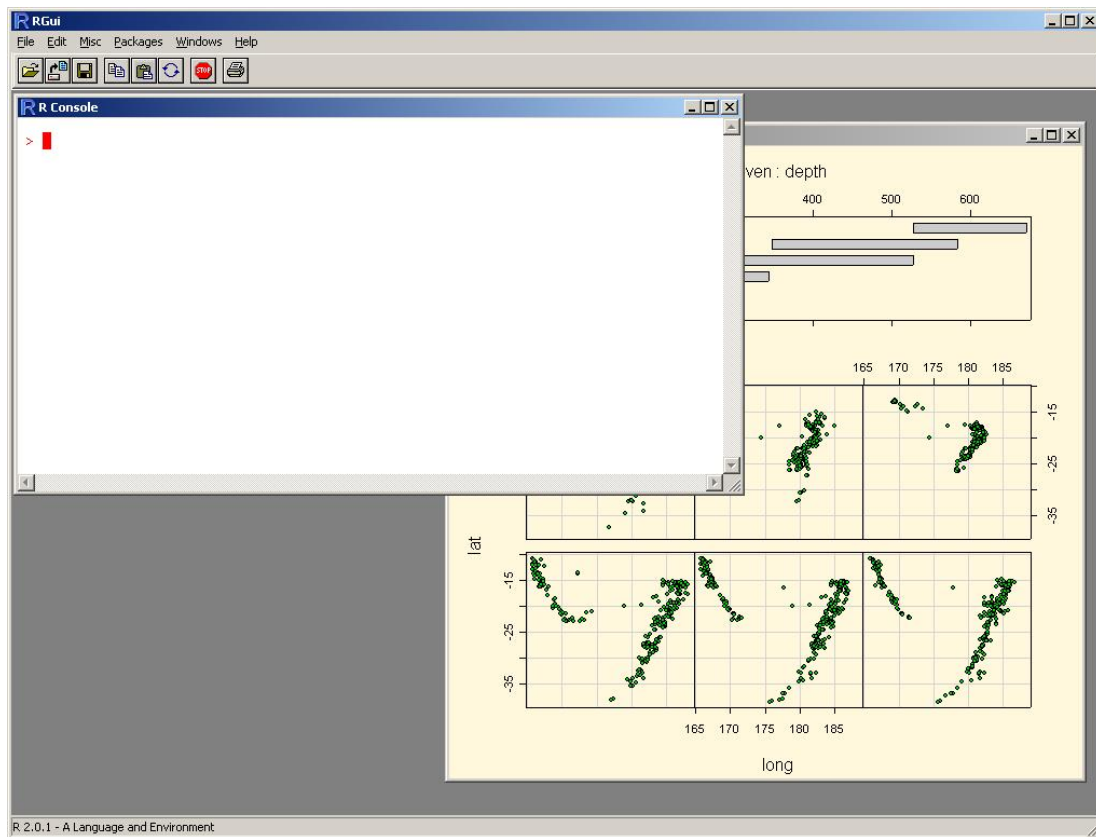 RGui
File Edit Misc Packages Windows Help
STOP
R Console
>
ven : depth
400 500 600
165 170 175 180 185
-15
-25
-35
lat
-15
-25
-35
165 170 175 180 185
long
R 2.0.1 - A Language and Environment